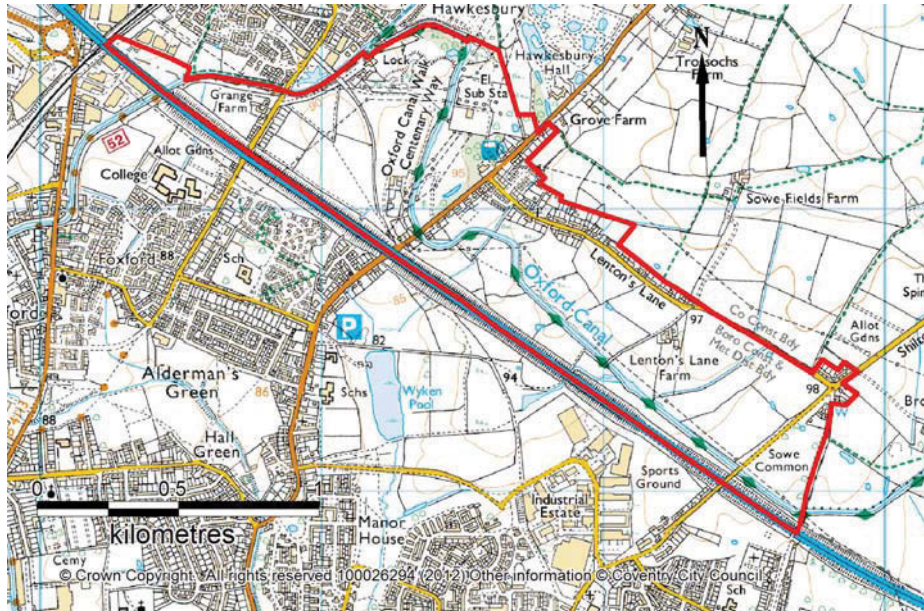 Hawkesbury
Lock
Hawkesbury
Hall
El
Sub Sta
N
Trossachs
Farm
Grange
Farm
Oxford Canal Walk
Centenary Way
Grove Farm
52
Allot Gdns
College
95
Sowe Fields Farm
Foxford
88
Sch
Oxford Canal
Lenton's Lane
85
P
82
97
Co Const Bdy
Boro Const &
Met Dist Bdy
Allot
Gdns
Alderman's
Green
86
Schs
Wyken
Pool
94
Lenton's Lane
Farm
98
W
88
Hall
Green
Sowe
Common
Sports
Ground
0
0.5
1
kilometres
Industrial
Estate
Manor
House
Cemy
© Crown Copyright - All rights reserved 100026294 (2012) Other information © Coventry City Council
Sch